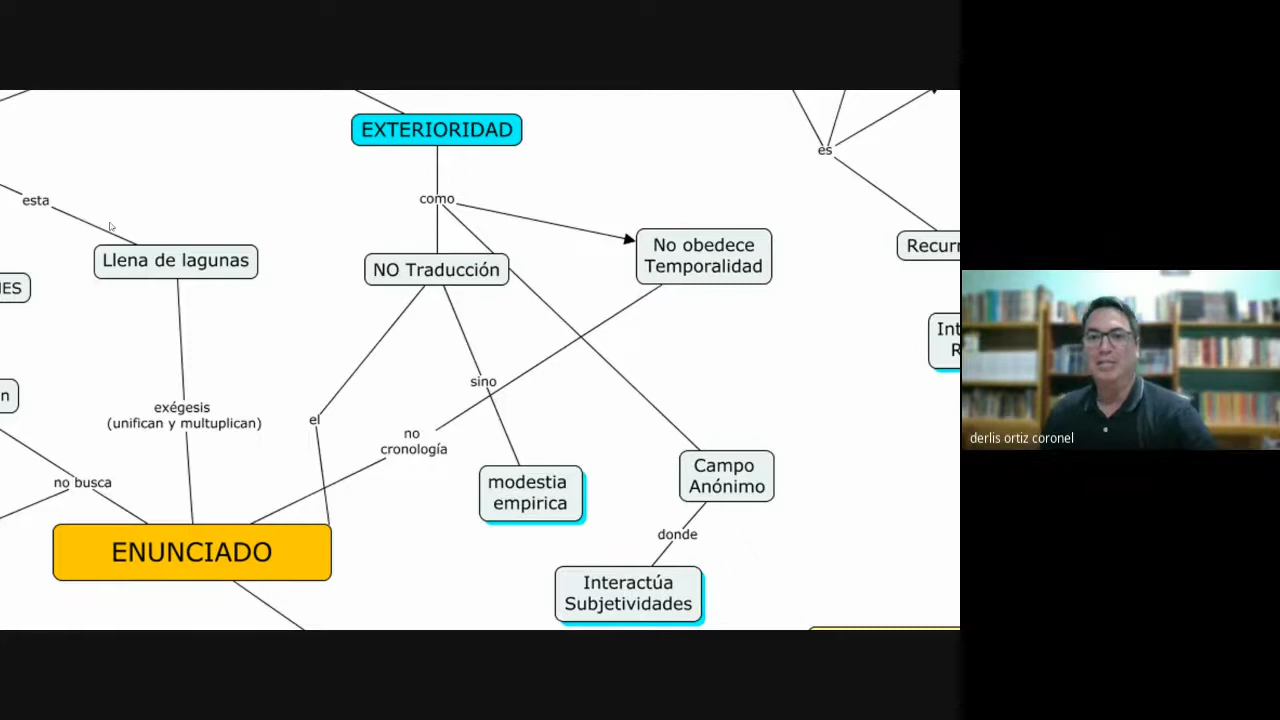 EXTERIORIDAD
es
esta
como
No obedece
Temporalidad
Llena de lagunas
NO Traducción
ES
sino
n
exégesis
(unifican y multuplican)
el
no
cronología
derlis ortiz coronel
Campo
Anónimo
no busca
modestia
empirica
donde
ENUNCIADO
Interactúa
Subjetividades